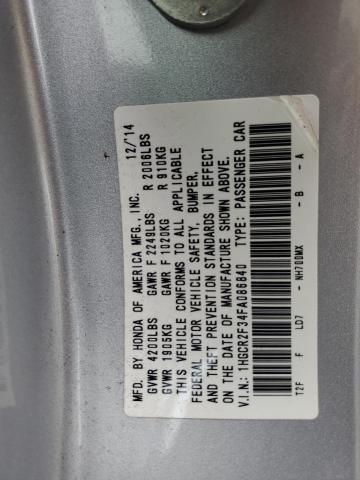 MFD. BY HONDA OF AMERICA MFG., INC. 12/'14
GVWR 4200LBS GAWR F 2249LBS R 2006LBS
GVWR 1905KG GAWR F 1020KG R 910KG
THIS VEHICLE CONFORMS TO ALL APPLICABLE
FEDERAL MOTOR VEHICLE SAFETY, BUMPER,
AND THEFT PREVENTION STANDARDS IN EFFECT
ON THE DATE OF MANUFACTURE SHOWN ABOVE.
V.I.N.: 1HGCR2F34FA086840 TYPE: PASSENGER CAR
T2F F LD7 - NH700MX - B - A